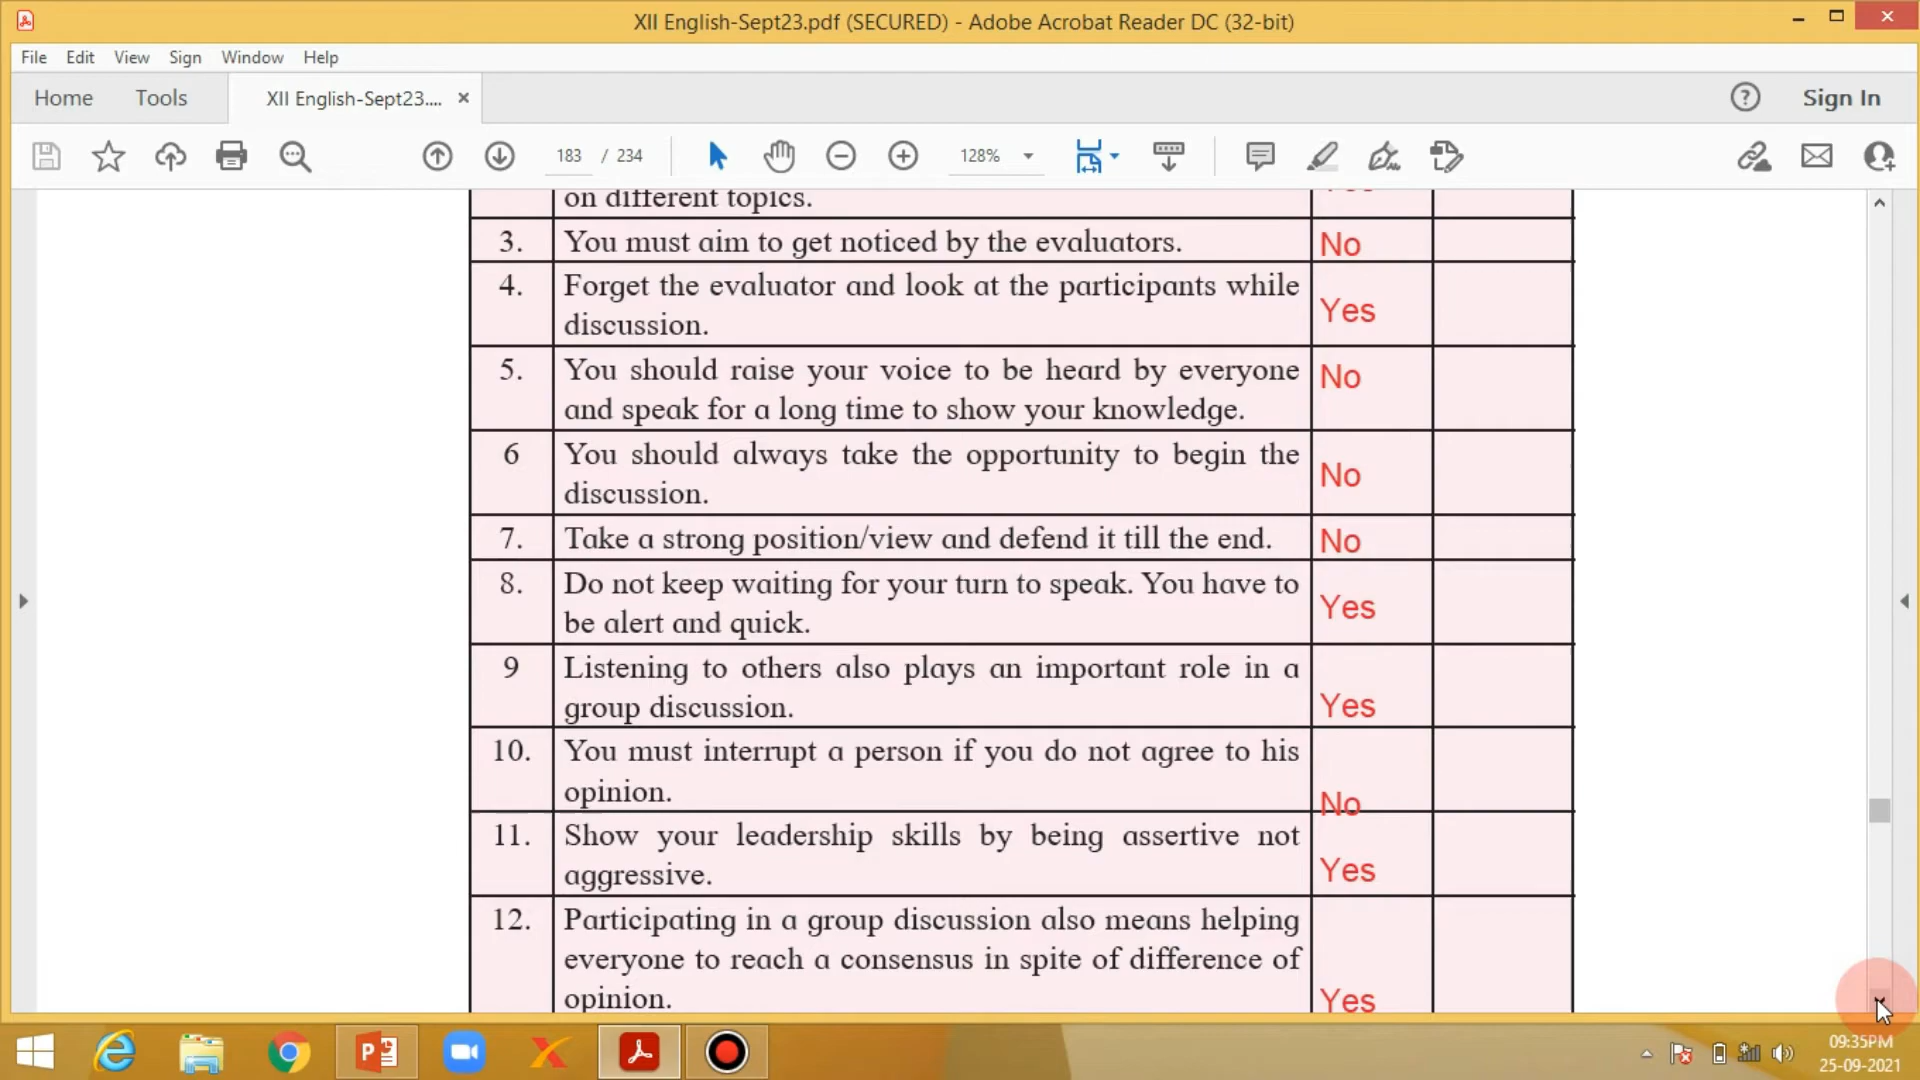 XII English-Sept23.pdf (SECURED) - Adobe Acrobat Reader DC (32-bit)
File Edit View Sign Window Help
Home Tools XII English-Sept23.... × ? Sign In
183 / 234 128%
on different topics. Yes
3. You must aim to get noticed by the evaluators. No
4. Forget the evaluator and look at the participants while
discussion. Yes
5. You should raise your voice to be heard by everyone No
and speak for a long time to show your knowledge.
6 You should always take the opportunity to begin the
discussion. No
7. Take a strong position/view and defend it till the end. No
8. Do not keep waiting for your turn to speak. You have to
be alert and quick. Yes
9 Listening to others also plays an important role in a
group discussion. Yes
10. You must interrupt a person if you do not agree to his
opinion. No
11. Show your leadership skills by being assertive not
aggressive. Yes
12. Participating in a group discussion also means helping
everyone to reach a consensus in spite of difference of
opinion. Yes
09:35PM
25-09-2021